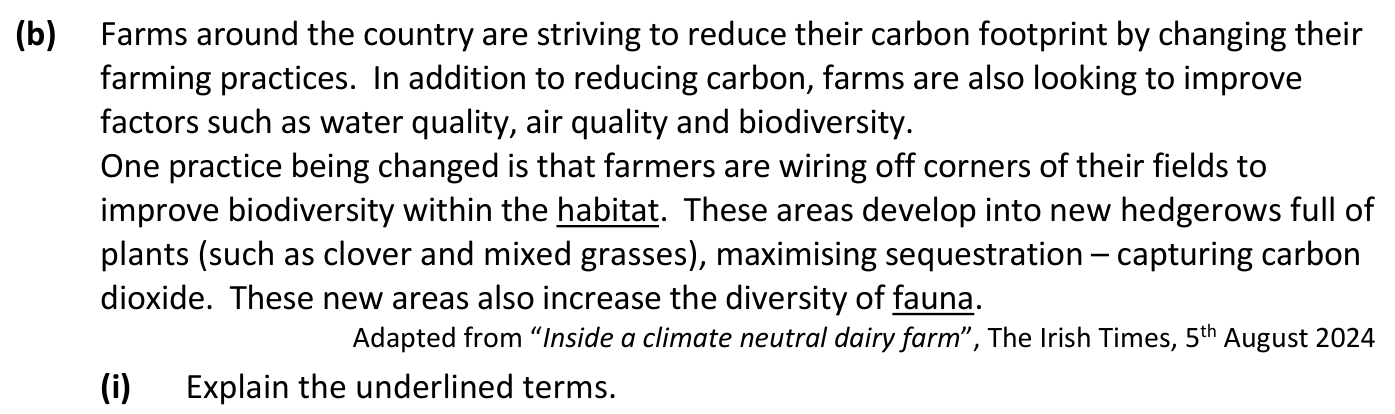 (b) Farms around the country are striving to reduce their carbon footprint by changing their
farming practices.  In addition to reducing carbon, farms are also looking to improve
factors such as water quality, air quality and biodiversity.
One practice being changed is that farmers are wiring off corners of their fields to
improve biodiversity within the habitat.  These areas develop into new hedgerows full of
plants (such as clover and mixed grasses), maximising sequestration – capturing carbon
dioxide.  These new areas also increase the diversity of fauna.
Adapted from “Inside a climate neutral dairy farm”, The Irish Times, 5th August 2024
(i) Explain the underlined terms.